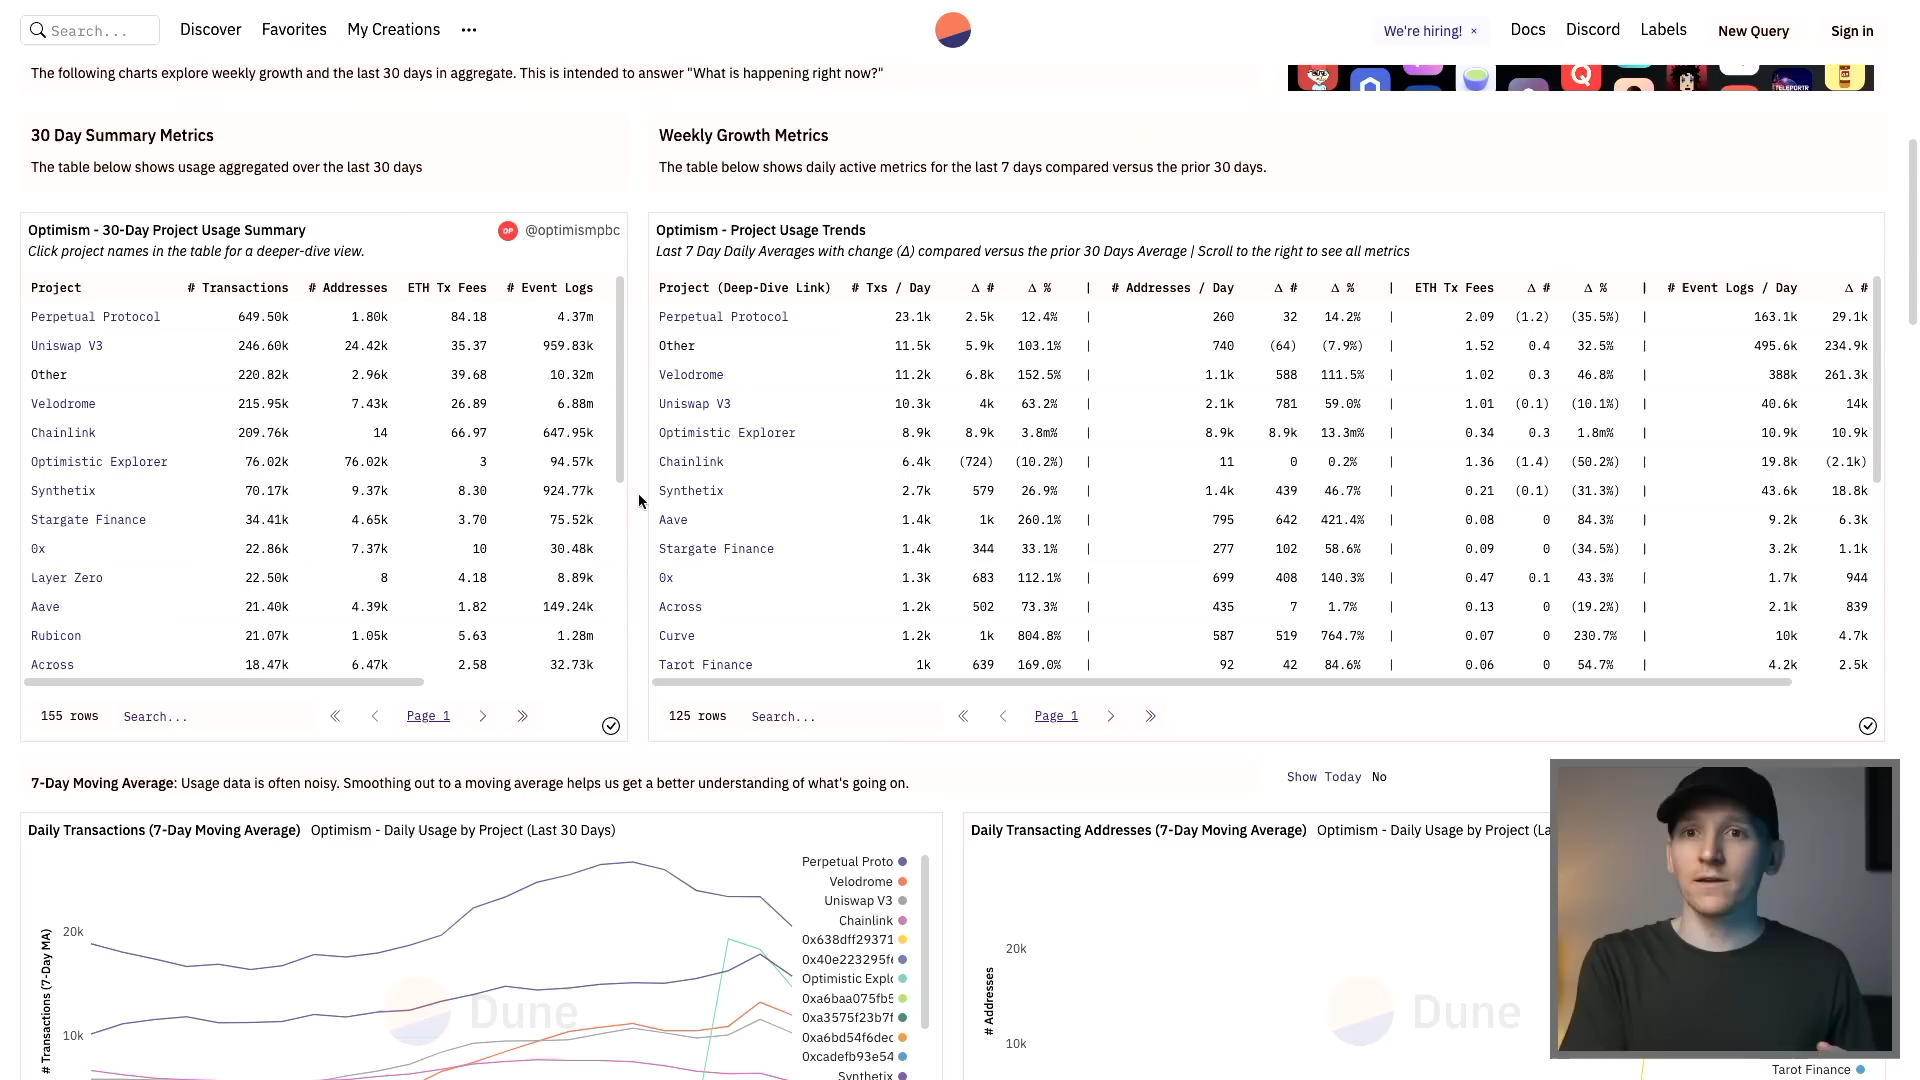 Search...
Discover
Favorites
My Creations
We're hiring! ×
Docs
Discord
Labels
New Query
Sign in
The following charts explore weekly growth and the last 30 days in aggregate. This is intended to answer "What is happening right now?"
Q
TELEPORTR
30 Day Summary Metrics
The table below shows usage aggregated over the last 30 days
Weekly Growth Metrics
The table below shows daily active metrics for the last 7 days compared versus the prior 30 days.
Optimism - 30-Day Project Usage Summary
OP @optimismpbc
Click project names in the table for a deeper-dive view.
Project # Transactions # Addresses ETH Tx Fees # Event Logs
Perpetual Protocol 649.50k 1.80k 84.18 4.37m
Uniswap V3 246.60k 24.42k 35.37 959.83k
Other 220.82k 2.96k 39.68 10.32m
Velodrome 215.95k 7.43k 26.89 6.88m
Chainlink 209.76k 14 66.97 647.95k
Optimistic Explorer 76.02k 76.02k 3 94.57k
Synthetix 70.17k 9.37k 8.30 924.77k
Stargate Finance 34.41k 4.65k 3.70 75.52k
0x 22.86k 7.37k 10 30.48k
Layer Zero 22.50k 8 4.18 8.89k
Aave 21.40k 4.39k 1.82 149.24k
Rubicon 21.07k 1.05k 5.63 1.28m
Across 18.47k 6.47k 2.58 32.73k
155 rows Search... Page 1
Optimism - Project Usage Trends
Last 7 Day Daily Averages with change (Δ) compared versus the prior 30 Days Average | Scroll to the right to see all metrics
Project (Deep-Dive Link) # Txs / Day Δ # Δ % | # Addresses / Day Δ # Δ % | ETH Tx Fees Δ # Δ % | # Event Logs / Day Δ #
Perpetual Protocol 23.1k 2.5k 12.4% | 260 32 14.2% | 2.09 (1.2) (35.5%) | 163.1k 29.1k
Other 11.5k 5.9k 103.1% | 740 (64) (7.9%) | 1.52 0.4 32.5% | 495.6k 234.9k
Velodrome 11.2k 6.8k 152.5% | 1.1k 588 111.5% | 1.02 0.3 46.8% | 388k 261.3k
Uniswap V3 10.3k 4k 63.2% | 2.1k 781 59.0% | 1.01 (0.1) (10.1%) | 40.6k 14k
Optimistic Explorer 8.9k 8.9k 3.8m% | 8.9k 8.9k 13.3m% | 0.34 0.3 1.8m% | 10.9k 10.9k
Chainlink 6.4k (724) (10.2%) | 11 0 0.2% | 1.36 (1.4) (50.2%) | 19.8k (2.1k)
Synthetix 2.7k 579 26.9% | 1.4k 439 46.7% | 0.21 (0.1) (31.3%) | 43.6k 18.8k
Aave 1.4k 1k 260.1% | 795 642 421.4% | 0.08 0 84.3% | 9.2k 6.3k
Stargate Finance 1.4k 344 33.1% | 277 102 58.6% | 0.09 0 (34.5%) | 3.2k 1.1k
0x 1.3k 683 112.1% | 699 408 140.3% | 0.47 0.1 43.3% | 1.7k 944
Across 1.2k 502 73.3% | 435 7 1.7% | 0.13 0 (19.2%) | 2.1k 839
Curve 1.2k 1k 804.8% | 587 519 764.7% | 0.07 0 230.7% | 10k 4.7k
Tarot Finance 1k 639 169.0% | 92 42 84.6% | 0.06 0 54.7% | 4.2k 2.5k
125 rows Search... Page 1
7-Day Moving Average: Usage data is often noisy. Smoothing out to a moving average helps us get a better understanding of what's going on.
Show Today No
Daily Transactions (7-Day Moving Average) Optimism - Daily Usage by Project (Last 30 Days)
# Transactions (7-Day MA)
20k
10k
Dune
Perpetual Proto
Velodrome
Uniswap V3
Chainlink
0x638dff29371
0x40e223295f
Optimistic Expl
0xa6baa075fb5
0xa3575f23b7f
0xa6bd54f6dec
0xcadefb93e54
Synthetix
Daily Transacting Addresses (7-Day Moving Average) Optimism - Daily Usage by Project (La
# Addresses
20k
10k
Dune
Tarot Finance